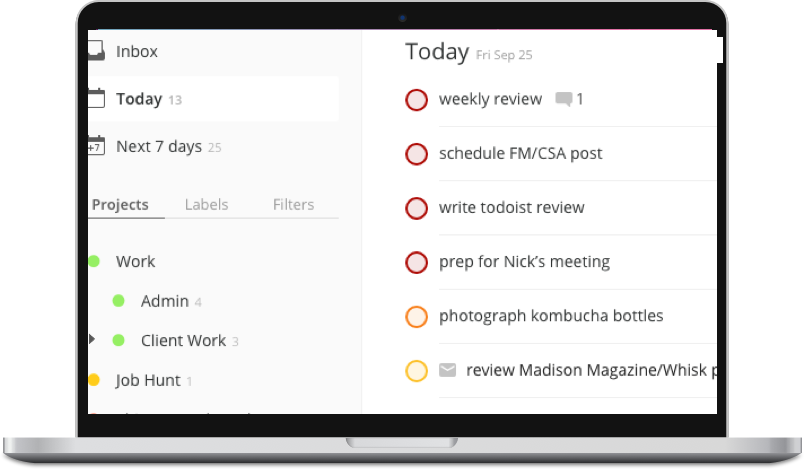 Inbox
Today 13
+7 Next 7 days 25
Projects Labels Filters
Work
Admin 4
Client Work 3
Job Hunt 1
Today Fri Sep 25
weekly review 1
schedule FM/CSA post
write todoist review
prep for Nick’s meeting
photograph kombucha bottles
review Madison Magazine/Whisk